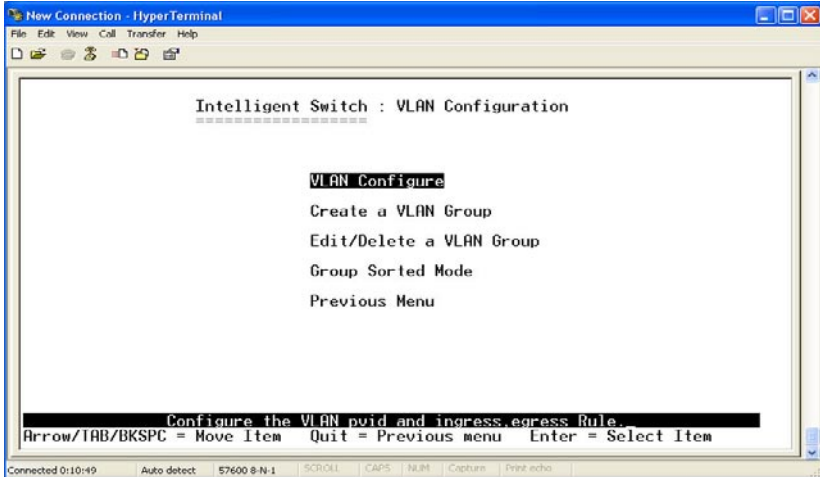 New Connection - HyperTerminal
File Edit View Call Transfer Help
Intelligent Switch : VLAN Configuration
==================
VLAN Configure
Create a VLAN Group
Edit/Delete a VLAN Group
Group Sorted Mode
Previous Menu
Configure the VLAN pvid and ingress,egress Rule._
Arrow/TAB/BKSPC = Move Item Quit = Previous menu Enter = Select Item
Connected 0:10:49 Auto detect 57600 8-N-1 SCROLL CAPS NUM Capture Print echo